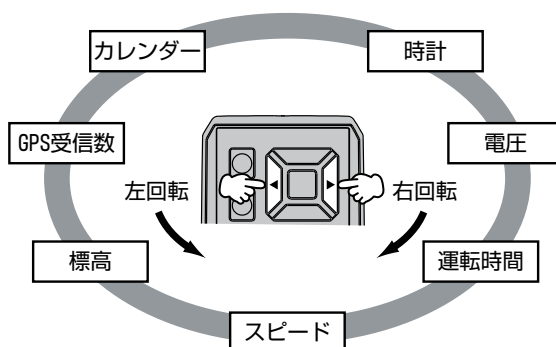 カレンダー
時計
GPS受信数
電圧
左回転
右回転
標高
運転時間
スピード